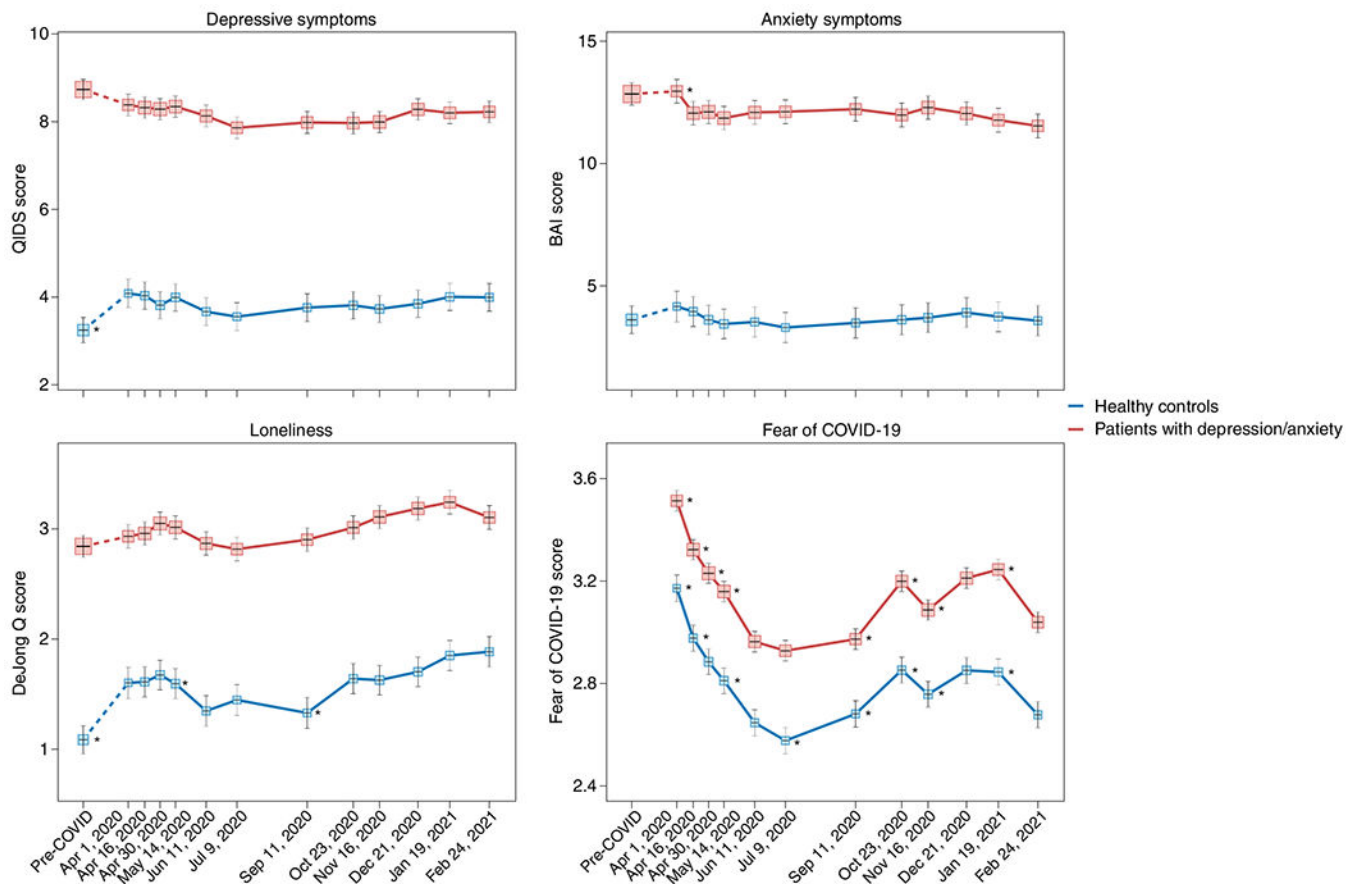 Depressive symptoms
10
8
6
4
2
QIDS score
Anxiety symptoms
15
10
5
BAI score
Healthy controls
Patients with depression/anxiety
Loneliness
3
2
1
DeJong Q score
Pre-COVID
Apr 1, 2020
Apr 16, 2020
Apr 30, 2020
May 14, 2020
Jun 11, 2020
Jul 9, 2020
Sep 11, 2020
Oct 23, 2020
Nov 16, 2020
Dec 21, 2020
Jan 19, 2021
Feb 24, 2021
Fear of COVID-19
3.6
3.2
2.8
2.4
Fear of COVID-19 score
Pre-COVID
Apr 1, 2020
Apr 16, 2020
Apr 30, 2020
May 14, 2020
Jun 11, 2020
Jul 9, 2020
Sep 11, 2020
Oct 23, 2020
Nov 16, 2020
Dec 21, 2020
Jan 19, 2021
Feb 24, 2021